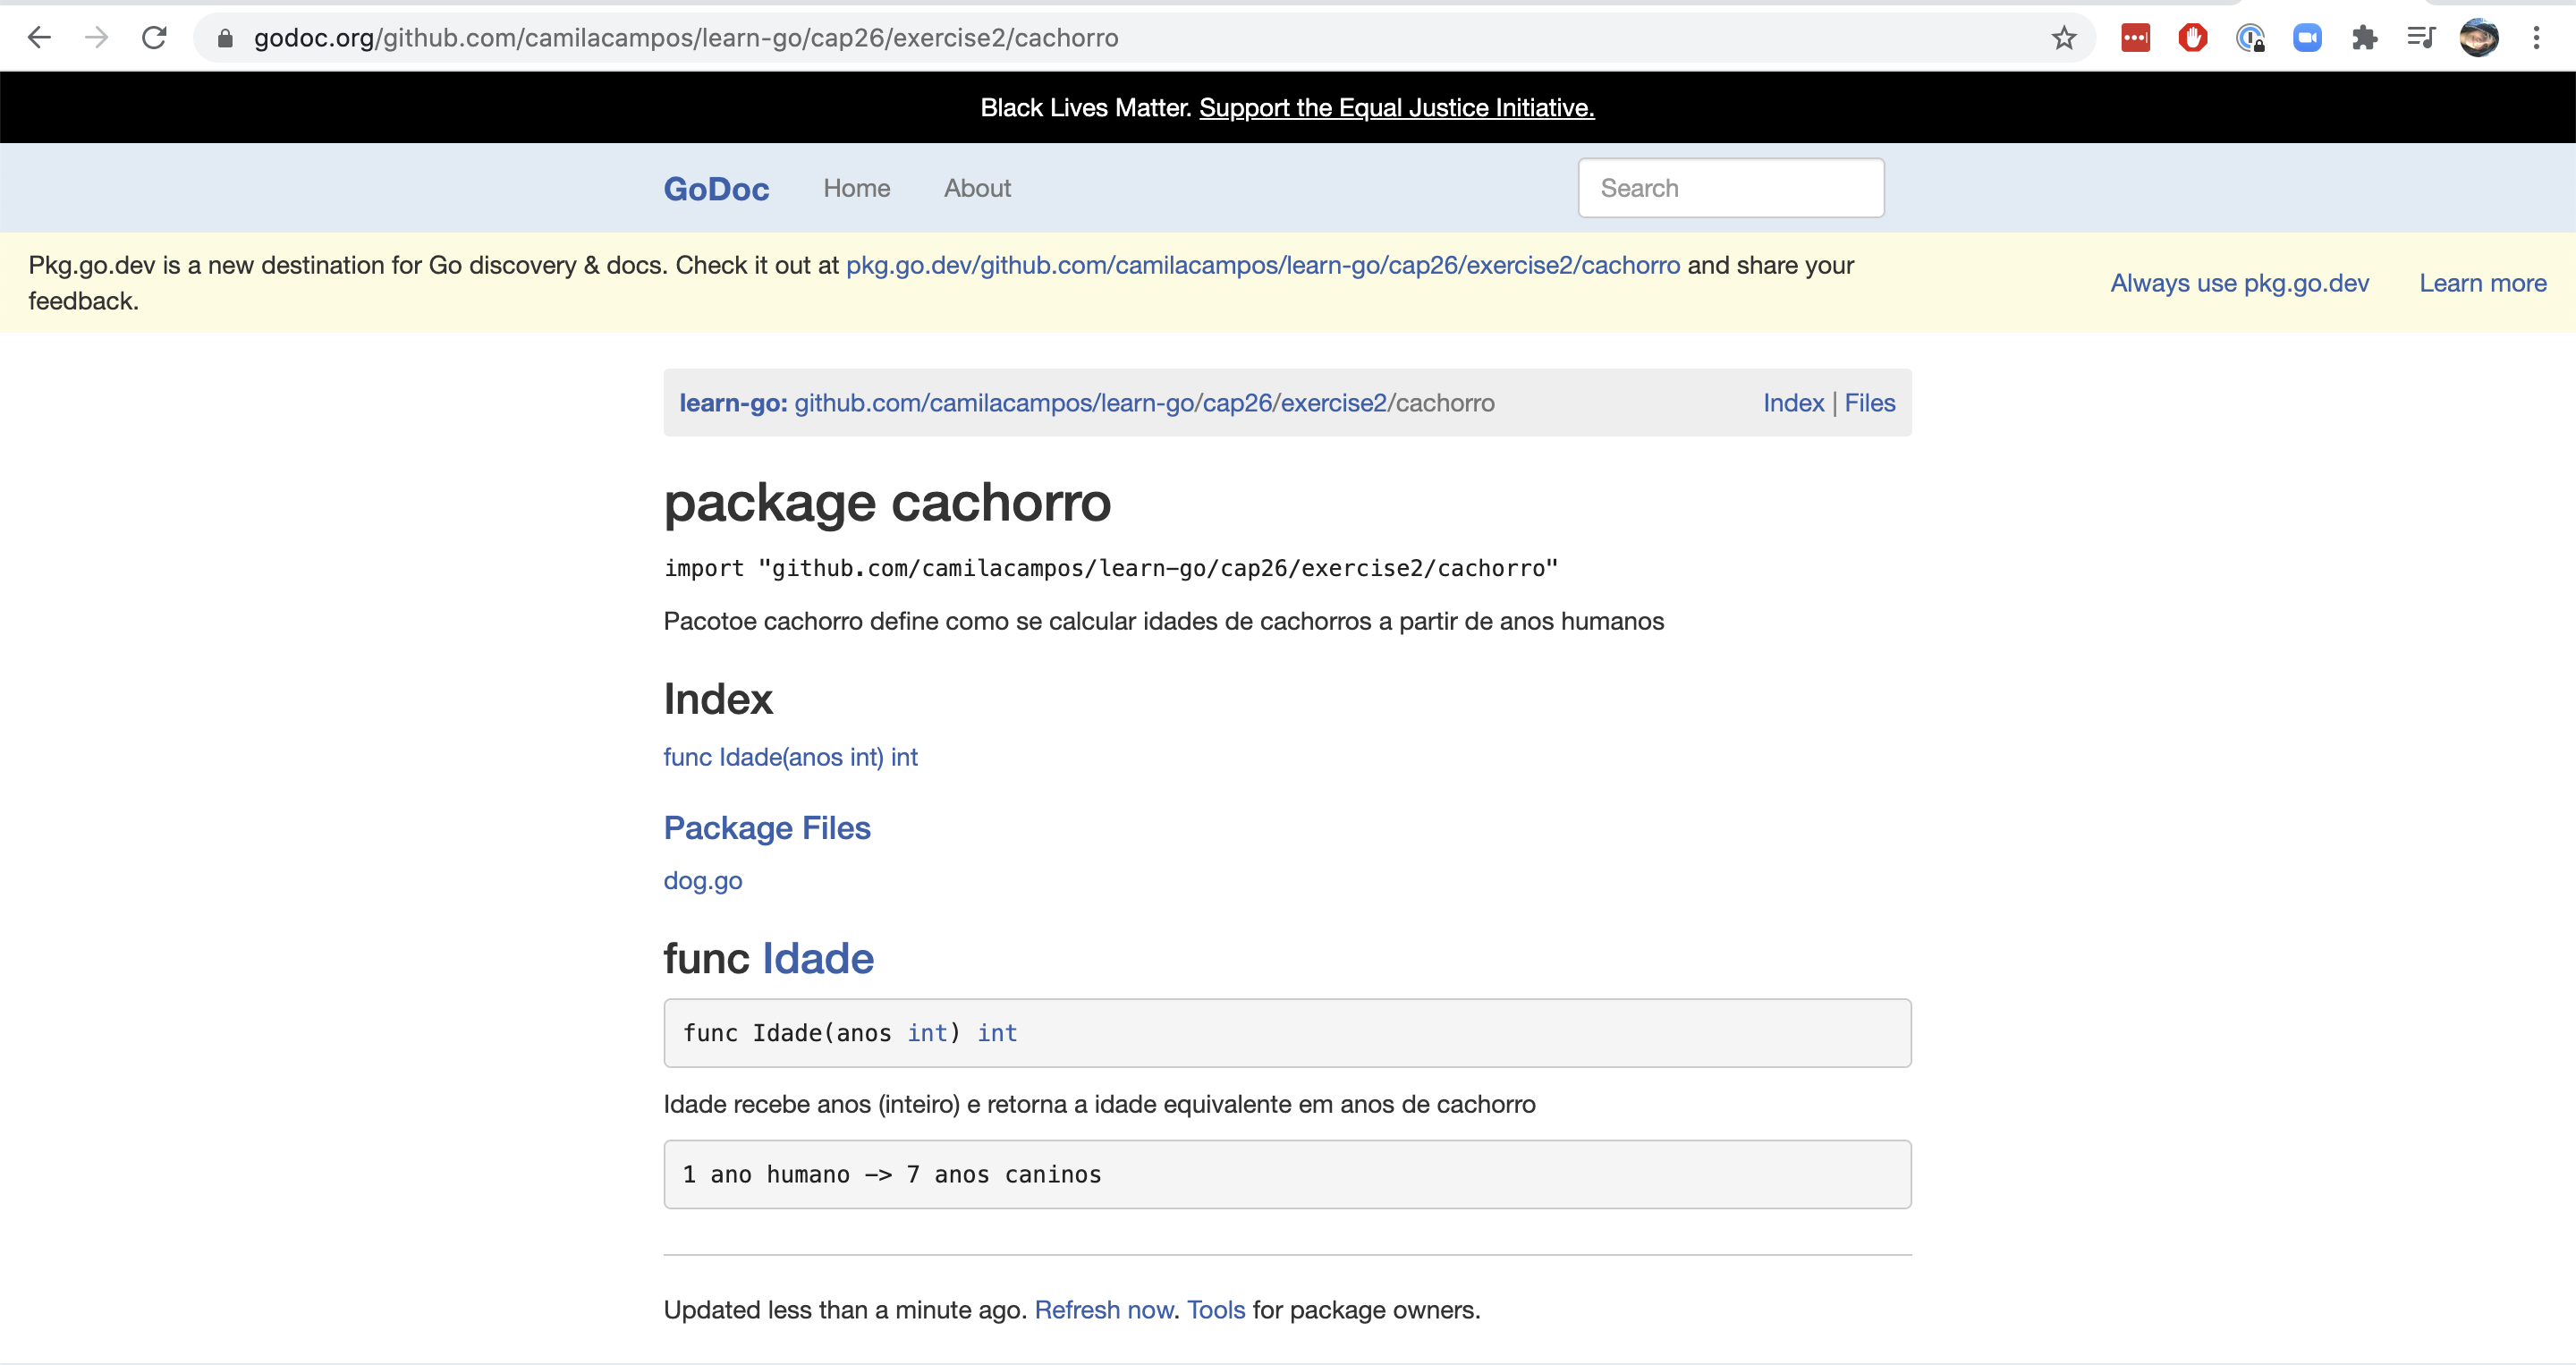 godoc.org/github.com/camilacampos/learn-go/cap26/exercise2/cachorro
Black Lives Matter. Support the Equal Justice Initiative.
GoDoc Home About Search
Pkg.go.dev is a new destination for Go discovery & docs. Check it out at pkg.go.dev/github.com/camilacampos/learn-go/cap26/exercise2/cachorro and share your
feedback.
Always use pkg.go.dev Learn more
learn-go: github.com/camilacampos/learn-go/cap26/exercise2/cachorro Index | Files
package cachorro
import "github.com/camilacampos/learn-go/cap26/exercise2/cachorro"
Pacotoe cachorro define como se calcular idades de cachorros a partir de anos humanos
Index
func Idade(anos int) int
Package Files
dog.go
func Idade
func Idade(anos int) int
Idade recebe anos (inteiro) e retorna a idade equivalente em anos de cachorro
1 ano humano -> 7 anos caninos
Updated less than a minute ago. Refresh now. Tools for package owners.